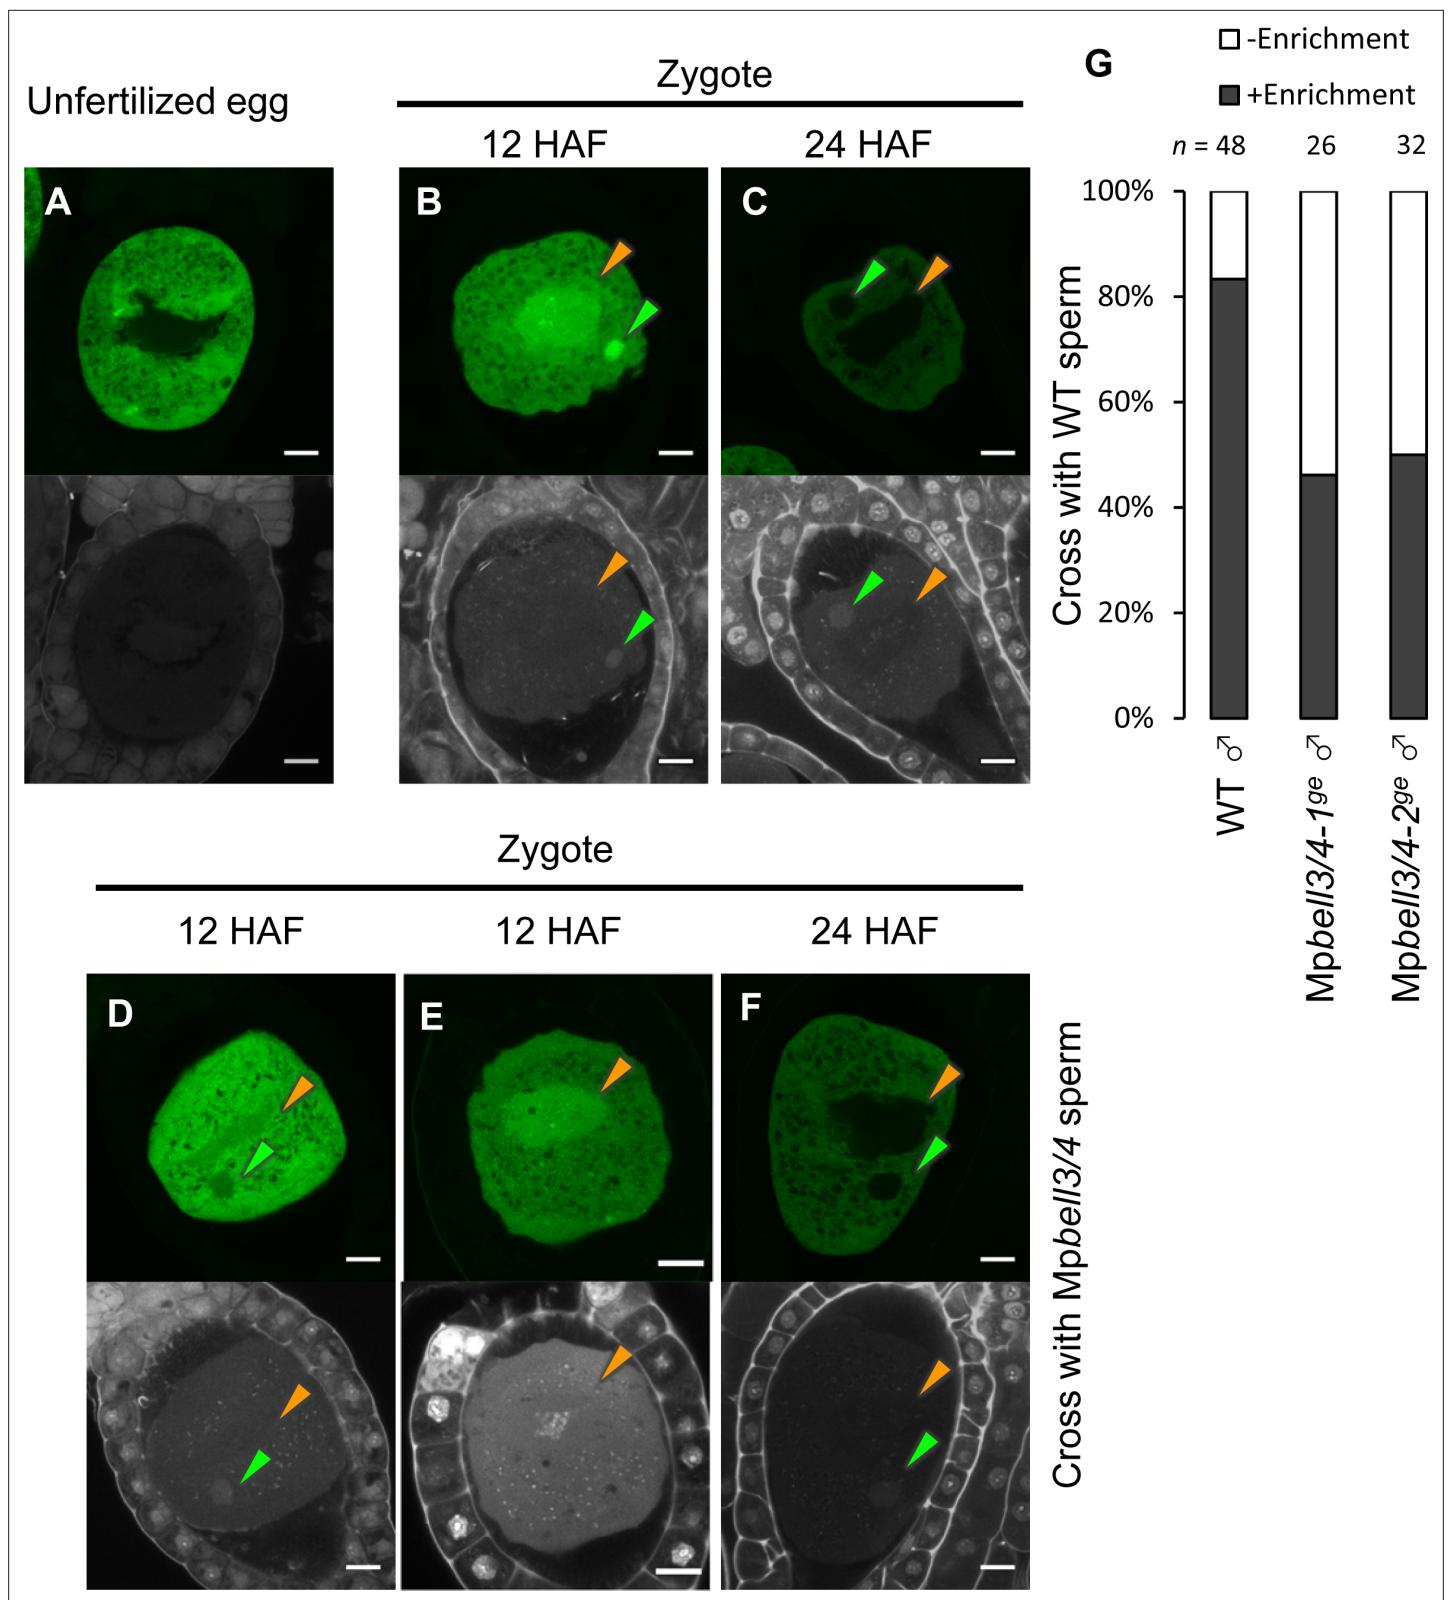 Unfertilized egg
Zygote
12 HAF
24 HAF
A
B
C
Cross with WT sperm
G
-Enrichment
+Enrichment
n = 48
26
32
100%
80%
60%
40%
20%
0%
WT ♂
Mpbell3/4-1ge ♂
Mpbell3/4-2ge ♂
Zygote
12 HAF
12 HAF
24 HAF
D
E
F
Cross with Mpbell3/4 sperm